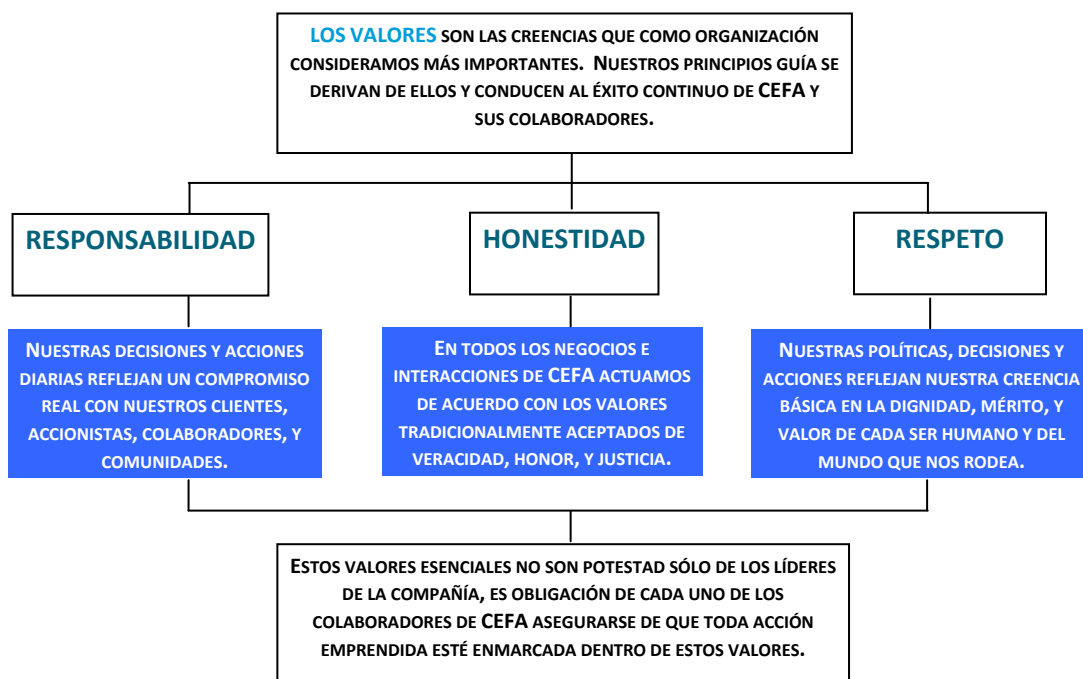 LOS VALORES SON LAS CREENCIAS QUE COMO ORGANIZACIÓN
CONSIDERAMOS MÁS IMPORTANTES. NUESTROS PRINCIPIOS GUÍA SE
DERIVAN DE ELLOS Y CONDUCEN AL ÉXITO CONTINUO DE CEFA Y
SUS COLABORADORES.
RESPONSABILIDAD
HONESTIDAD
RESPETO
NUESTRAS DECISIONES Y ACCIONES
DIARIAS REFLEJAN UN COMPROMISO
REAL CON NUESTROS CLIENTES,
ACCIONISTAS, COLABORADORES, Y
COMUNIDADES.
EN TODOS LOS NEGOCIOS E
INTERACCIONES DE CEFA ACTUAMOS
DE ACUERDO CON LOS VALORES
TRADICIONALMENTE ACEPTADOS DE
VERACIDAD, HONOR, Y JUSTICIA.
NUESTRAS POLÍTICAS, DECISIONES Y
ACCIONES REFLEJAN NUESTRA CREENCIA
BÁSICA EN LA DIGNIDAD, MÉRITO, Y
VALOR DE CADA SER HUMANO Y DEL
MUNDO QUE NOS RODEA.
ESTOS VALORES ESENCIALES NO SON POTESTAD SÓLO DE LOS LÍDERES
DE LA COMPAÑÍA, ES OBLIGACIÓN DE CADA UNO DE LOS
COLABORADORES DE CEFA ASEGURARSE DE QUE TODA ACCIÓN
EMPRENDIDA ESTÉ ENMARCADA DENTRO DE ESTOS VALORES.